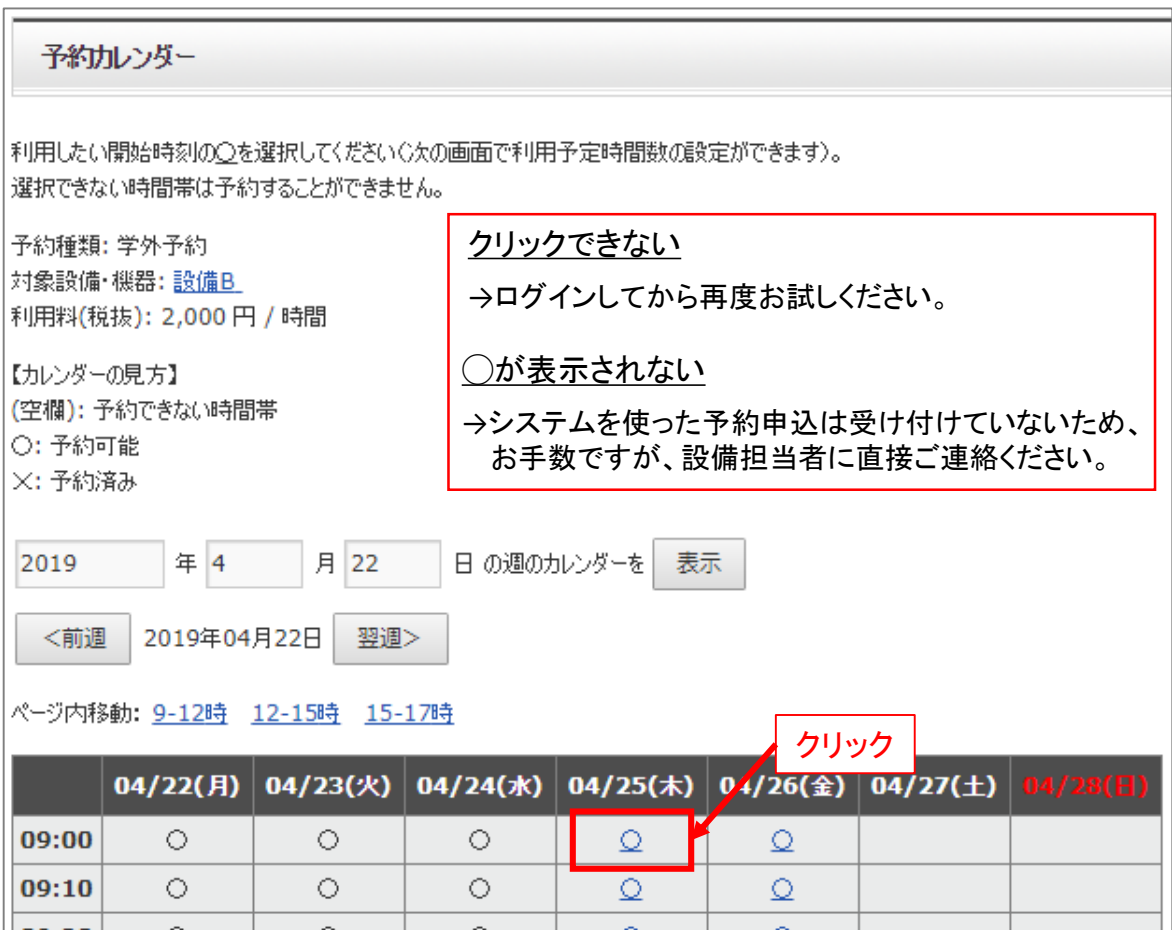 予約カレンダー
利用したい開始時刻の○を選択してください(次の画面で利用予定時間数の設定ができます)。
選択できない時間帯は予約することができません。
予約種類: 学外予約
対象設備・機器: 設備B
利用料(税抜): 2,000 円 / 時間
【カレンダーの見方】
(空欄): 予約できない時間帯
○: 予約可能
×: 予約済み
クリックできない
→ログインしてから再度お試しください。
○が表示されない
→システムを使った予約申込は受け付けていないため、
お手数ですが、設備担当者に直接ご連絡ください。
2019 年 4 月 22 日 の週のカレンダーを 表示
<前週 2019年04月22日 翌週>
ページ内移動: 9-12時 12-15時 15-17時
クリック
04/22(月) 04/23(火) 04/24(水) 04/25(木) 04/26(金) 04/27(土) 04/28(日)
09:00 ○ ○ ○ ○ ○
09:10 ○ ○ ○ ○ ○